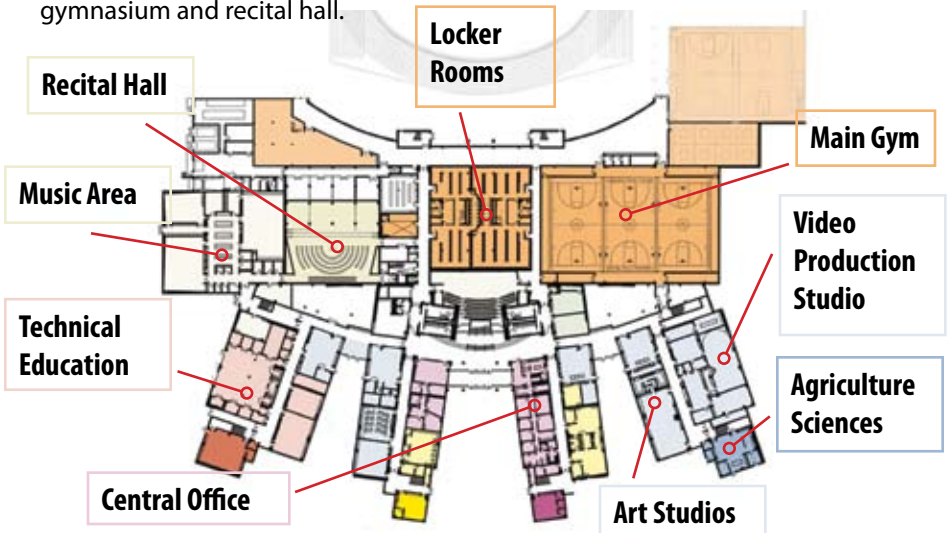 gymnasium and recital hall.
Locker
Rooms
Recital Hall
Main Gym
Music Area
Video
Production
Studio
Technical
Education
Agriculture
Sciences
Central Office
Art Studios